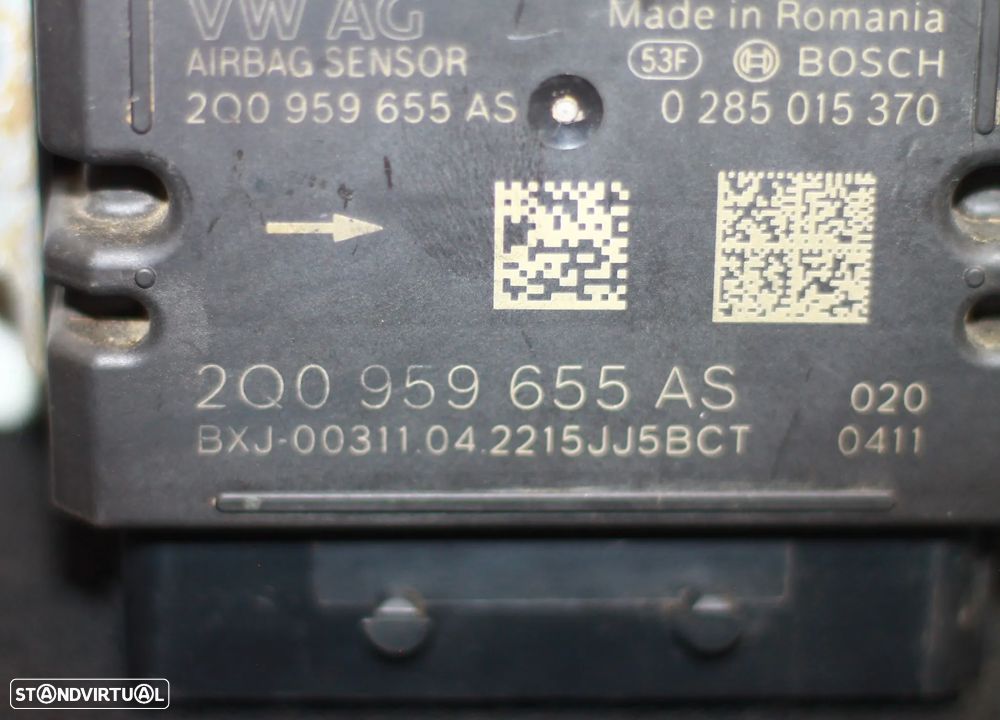 VW AG Made in Romania
AIRBAG SENSOR 53F H BOSCH
2Q0 959 655 AS 0 285 015 370
2Q0 959 655 AS 020
BXJ-00311.04.2215JJ5BCT 0411
STANDVIRTUAL